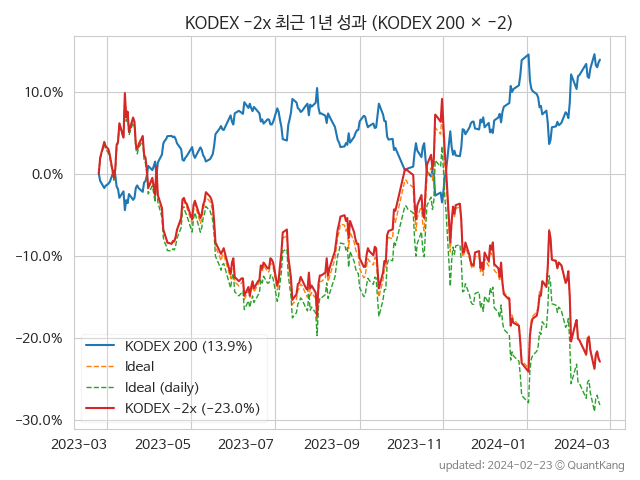 KODEX -2x 최근 1년 성과 (KODEX 200 × -2)
10.0%
0.0%
-10.0%
-20.0%
-30.0%
KODEX 200 (13.9%)
Ideal
Ideal (daily)
KODEX -2x (-23.0%)
2023-03 2023-05 2023-07 2023-09 2023-11 2024-01 2024-03
updated: 2024-02-23 ⓒ QuantKang